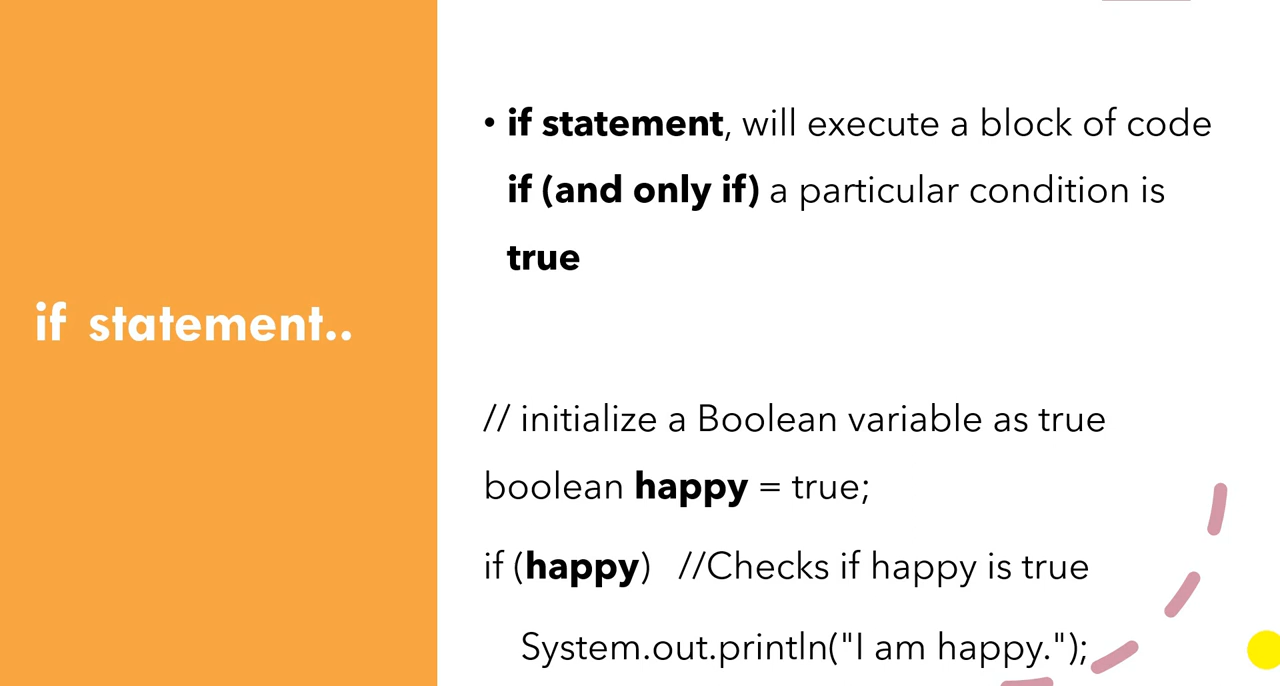 if statement..
• if statement, will execute a block of code
if (and only if) a particular condition is
true
// initialize a Boolean variable as true
boolean happy = true;
if (happy) //Checks if happy is true
System.out.println("I am happy.");